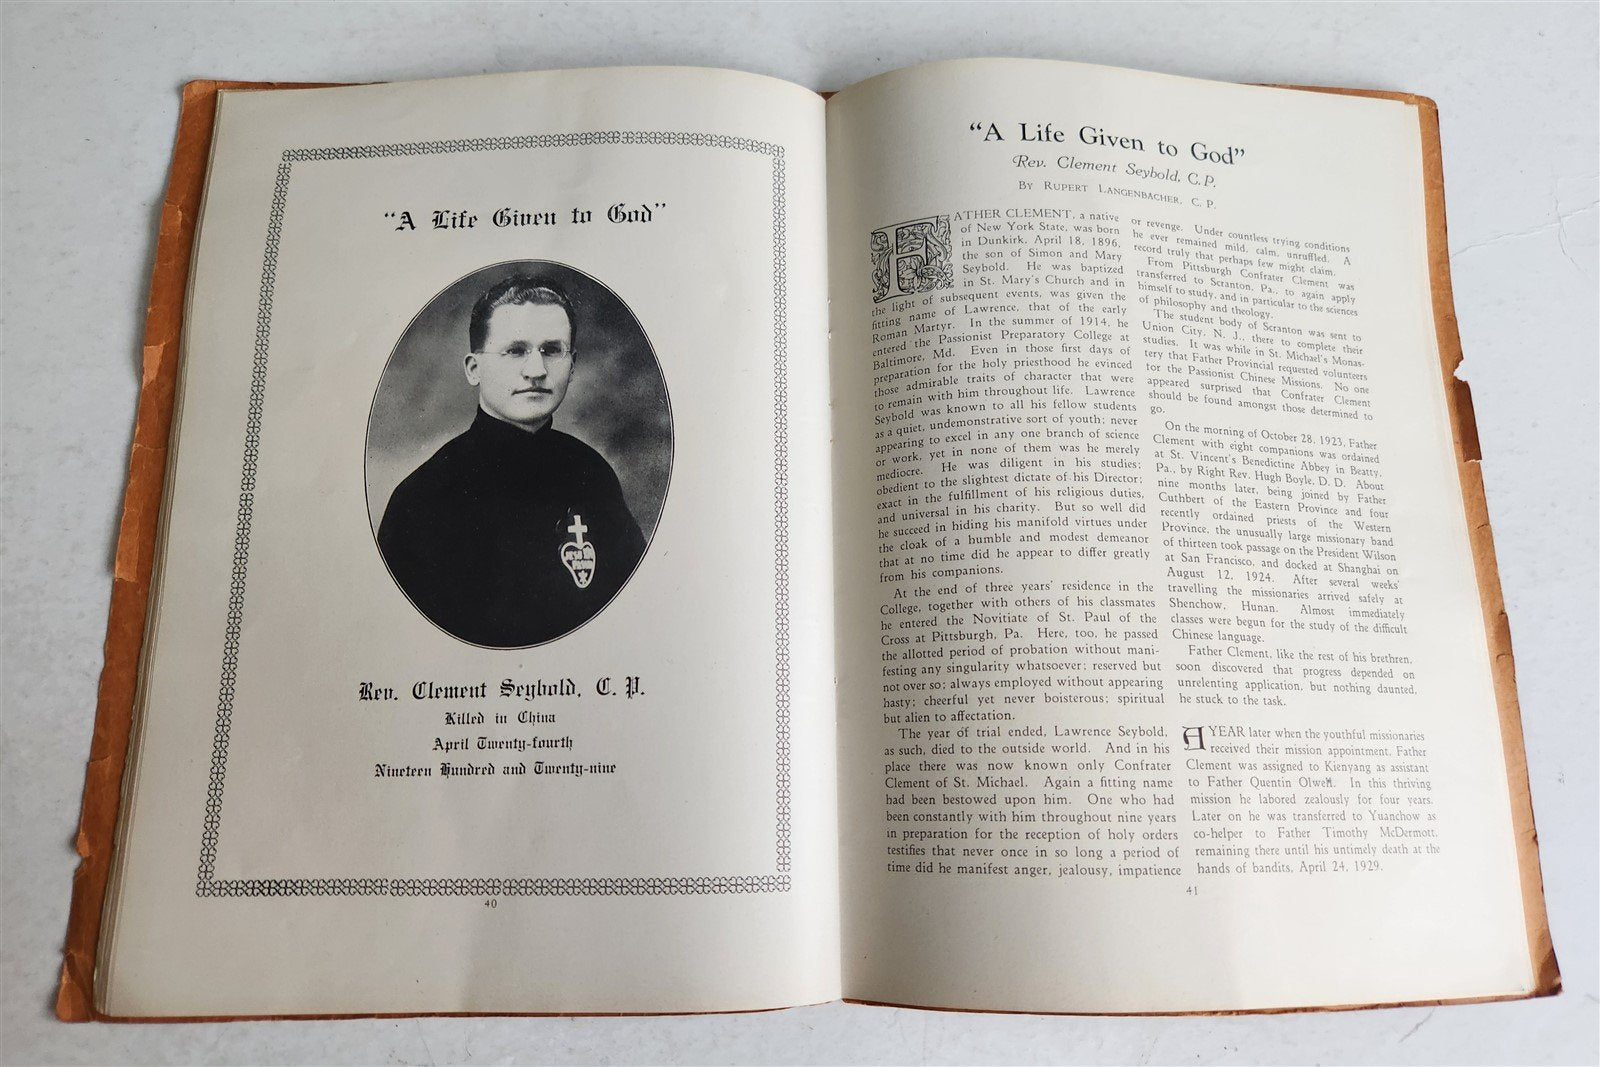 "A Life Given to God"
Rev. Clement Seybold, C. P.
Killed in China
April Twenty-fourth
Nineteen Hundred and Twenty-nine
40
"A Life Given to God"
Rev. Clement Seybold, C. P.
By Rupert Langenbacher, C. P.
FATHER CLEMENT, a native
of New York State, was born
in Dunkirk, April 18, 1896,
the son of Simon and Mary
Seybold. He was baptized
in St. Mary's Church and in
the light of subsequent events, was given the
fitting name of Lawrence, that of the early
Roman Martyr. In the summer of 1914, he
entered the Passionist Preparatory College at
Baltimore, Md. Even in those first days of
preparation for the holy priesthood he evinced
those admirable traits of character that were
to remain with him throughout life. Lawrence
Seybold was known to all his fellow students
as a quiet, undemonstrative sort of youth; never
appearing to excel in any one branch of science
or work, yet in none of them was he merely
mediocre. He was diligent in his studies;
obedient to the slightest dictate of his Director;
exact in the fulfillment of his religious duties,
and universal in his charity. But so well did
he succeed in hiding his manifold virtues under
the cloak of a humble and modest demeanor
that at no time did he appear to differ greatly
from his companions.
At the end of three years' residence in the
College, together with others of his classmates
he entered the Novitiate of St. Paul of the
Cross at Pittsburgh, Pa. Here, too, he passed
the allotted period of probation without mani-
festing any singularity whatsoever; reserved but
not over so; always employed without appearing
hasty; cheerful yet never boisterous; spiritual
but alien to affectation.
The year of trial ended, Lawrence Seybold,
as such, died to the outside world. And in his
place there was now known only Confrater
Clement of St. Michael. Again a fitting name
had been bestowed upon him. One who had
been constantly with him throughout nine years
in preparation for the reception of holy orders
testifies that never once in so long a period of
time did he manifest anger, jealousy, impatience
or revenge. Under countless trying conditions
he ever remained mild, calm, unruffled. A
record truly that perhaps few might claim.
From Pittsburgh Confrater Clement was
transferred to Scranton, Pa., to again apply
himself to study, and in particular to the sciences
of philosophy and theology.
The student body of Scranton was sent to
Union City, N. J., there to complete their
studies. It was while in St. Michael's Monas-
tery that Father Provincial requested volunteers
for the Passionist Chinese Missions. No one
appeared surprised that Confrater Clement
should be found amongst those determined to
go.
On the morning of October 28, 1923, Father
Clement with eight companions was ordained
at St. Vincent's Benedictine Abbey in Beatty,
Pa., by Right Rev. Hugh Boyle, D. D. About
nine months later, being joined by Father
Cuthbert of the Eastern Province and four
recently ordained priests of the Western
Province, the unusually large missionary band
of thirteen took passage on the President Wilson
at San Francisco, and docked at Shanghai on
August 12, 1924. After several weeks'
travelling the missionaries arrived safely at
Shenchow, Hunan. Almost immediately
classes were begun for the study of the difficult
Chinese language.
Father Clement, like the rest of his brethren,
soon discovered that progress depended on
unrelenting application, but nothing daunted,
he stuck to the task.
A YEAR later when the youthful missionaries
received their mission appointment, Father
Clement was assigned to Kienyang as assistant
to Father Quentin Olwell. In this thriving
mission he labored zealously for four years.
Later on he was transferred to Yuanchow as
co-helper to Father Timothy McDermott,
remaining there until his untimely death at the
hands of bandits, April 24, 1929.
41